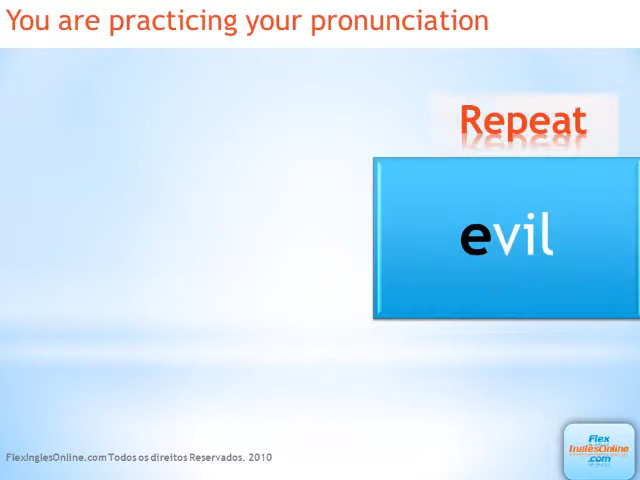 You are practicing your pronunciation
Repeat
evil
FlexInglesOnline.com Todos os direitos Reservados. 2010
Flex
InglêsOnline
.com